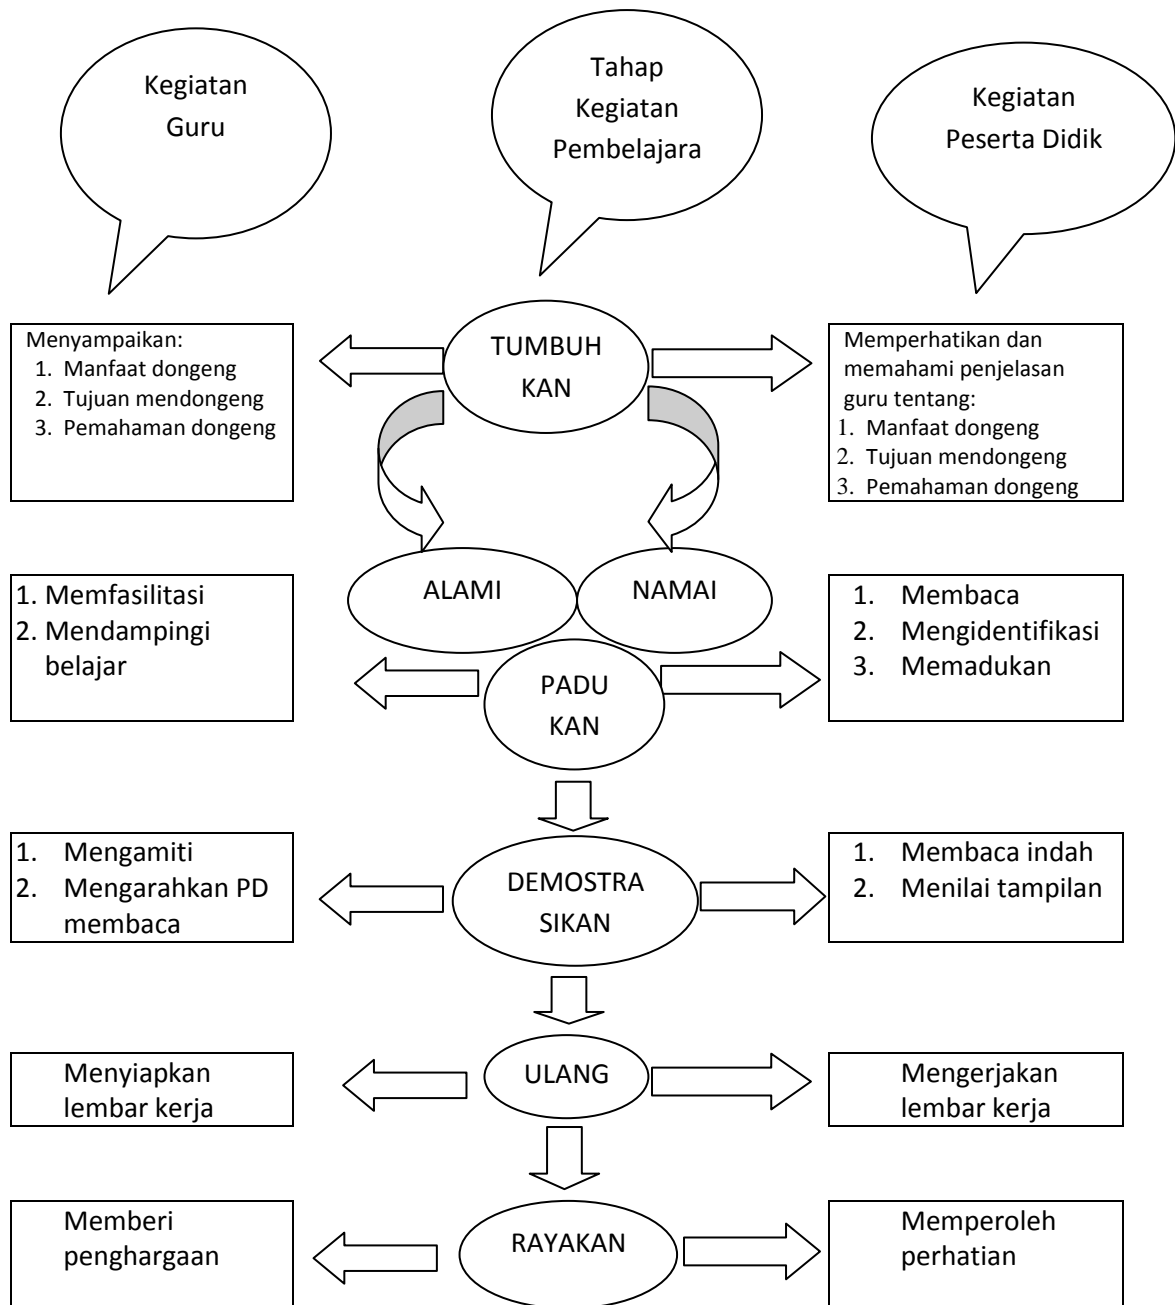 Kegiatan
Guru
Tahap
Kegiatan
Pembelajara
Kegiatan
Peserta Didik
Menyampaikan:
1. Manfaat dongeng
2. Tujuan mendongeng
3. Pemahaman dongeng
TUMBUH
KAN
Memperhatikan dan
memahami penjelasan
guru tentang:
1. Manfaat dongeng
2. Tujuan mendongeng
3. Pemahaman dongeng
1. Memfasilitasi
2. Mendampingi
belajar
ALAMI
NAMAI
PADU
KAN
1. Membaca
2. Mengidentifikasi
3. Memadukan
1. Mengamiti
2. Mengarahkan PD
membaca
DEMOSTRA
SIKAN
1. Membaca indah
2. Menilai tampilan
Menyiapkan
lembar kerja
ULANG
Mengerjakan
lembar kerja
Memberi
penghargaan
RAYAKAN
Memperoleh
perhatian